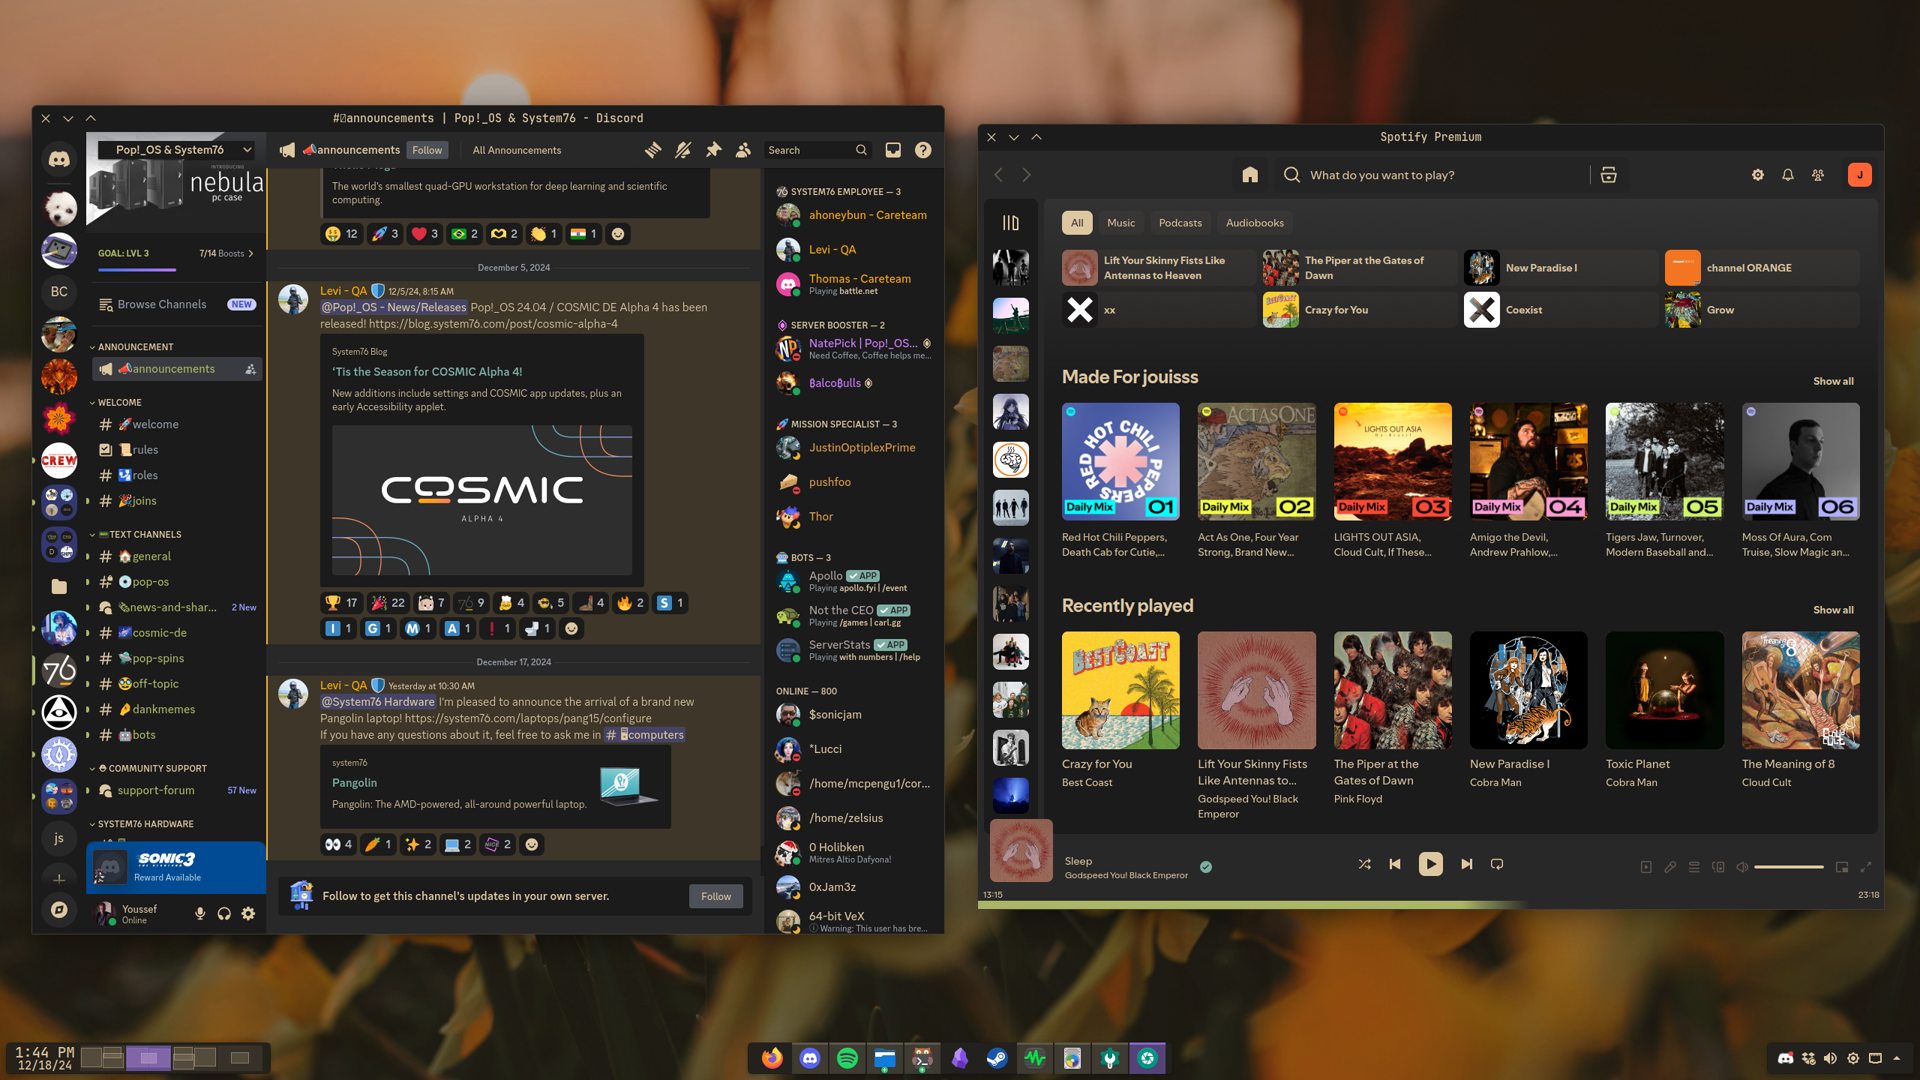 #announcements | Pop!_OS & System76 - Discord
Pop!_OS & System76
INTRODUCING
nebula
pc case
GOAL: LVL 3
7/14 Boosts
BC
Browse Channels
NEW
ANNOUNCEMENT
announcements
WELCOME
welcome
rules
roles
joins
TEXT CHANNELS
general
pop-os
news-and-shar...
2 New
cosmic-de
pop-spins
off-topic
dankmemes
bots
COMMUNITY SUPPORT
support-forum
57 New
SYSTEM76 HARDWARE
CREW
76
js
SONIC3
Reward Available
Youssef
Online
announcements
Follow
All Announcements
Search
The world's smallest quad-GPU workstation for deep learning and scientific
computing.
12
3
3
2
2
1
1
December 5, 2024
Levi - QA 12/5/24, 8:15 AM
@Pop!_OS - News/Releases Pop!_OS 24.04 / COSMIC DE Alpha 4 has been
released! https://blog.system76.com/post/cosmic-alpha-4
System76 Blog
'Tis the Season for COSMIC Alpha 4!
New additions include settings and COSMIC app updates, plus an
early Accessibility applet.
COSMIC
ALPHA 4
17
22
7
9
4
5
4
2
S 1
I 1
G 1
M 1
A 1
1
1
December 17, 2024
Levi - QA Yesterday at 10:30 AM
@System76 Hardware I'm pleased to announce the arrival of a brand new
Pangolin laptop! https://system76.com/laptops/pang15/configure
If you have any questions about it, feel free to ask me in # computers
system76
Pangolin
Pangolin: The AMD-powered, all-around powerful laptop.
4
1
2
2
2
Follow to get this channel's updates in your own server.
Follow
SYSTEM76 EMPLOYEE — 3
ahoneybun - Careteam
Levi - QA
Thomas - Careteam
Playing battle.net
SERVER BOOSTER — 2
NatePick | Pop!_OS...
Need Coffee, Coffee helps me...
ɃalcoɃulls
MISSION SPECIALIST — 3
JustinOptiplexPrime
pushfoo
Thor
BOTS — 3
Apollo APP
Playing apollo.fyi | /event
Not the CEO APP
Playing /games | carl.gg
ServerStats APP
Playing with numbers | /help
ONLINE — 800
$sonicjam
*Lucci
/home/mcpengu1/cor...
/home/zelsius
0 Holibken
Mitres Altio Dafyona!
0xJam3z
64-bit VeX
Warning: This user has bre...
Spotify Premium
What do you want to play?
J
All
Music
Podcasts
Audiobooks
Lift Your Skinny Fists Like
Antennas to Heaven
The Piper at the Gates of
Dawn
New Paradise I
channel ORANGE
xx
Crazy for You
Coexist
Grow
Made For jouisss
Show all
RED HOT CHILI PEPPERS
Daily Mix 01
ACT AS ONE
Daily Mix 02
LIGHTS OUT ASIA
Daily Mix 03
Daily Mix 04
Daily Mix 05
Daily Mix 06
Red Hot Chili Peppers,
Death Cab for Cutie,...
Act As One, Four Year
Strong, Brand New...
LIGHTS OUT ASIA,
Cloud Cult, If These...
Amigo the Devil,
Andrew Prahlow,...
Tigers Jaw, Turnover,
Modern Baseball and...
Moss Of Aura, Com
Truise, Slow Magic an...
Recently played
Show all
BEST COAST
Crazy for You
Best Coast
Lift Your Skinny Fists
Like Antennas to...
Godspeed You! Black
Emperor
The Piper at the
Gates of Dawn
Pink Floyd
New Paradise I
Cobra Man
Toxic Planet
Cobra Man
The Meaning of 8
Cloud Cult
Sleep
Godspeed You! Black Emperor
13:15
23:18
1:44 PM
12/18/24